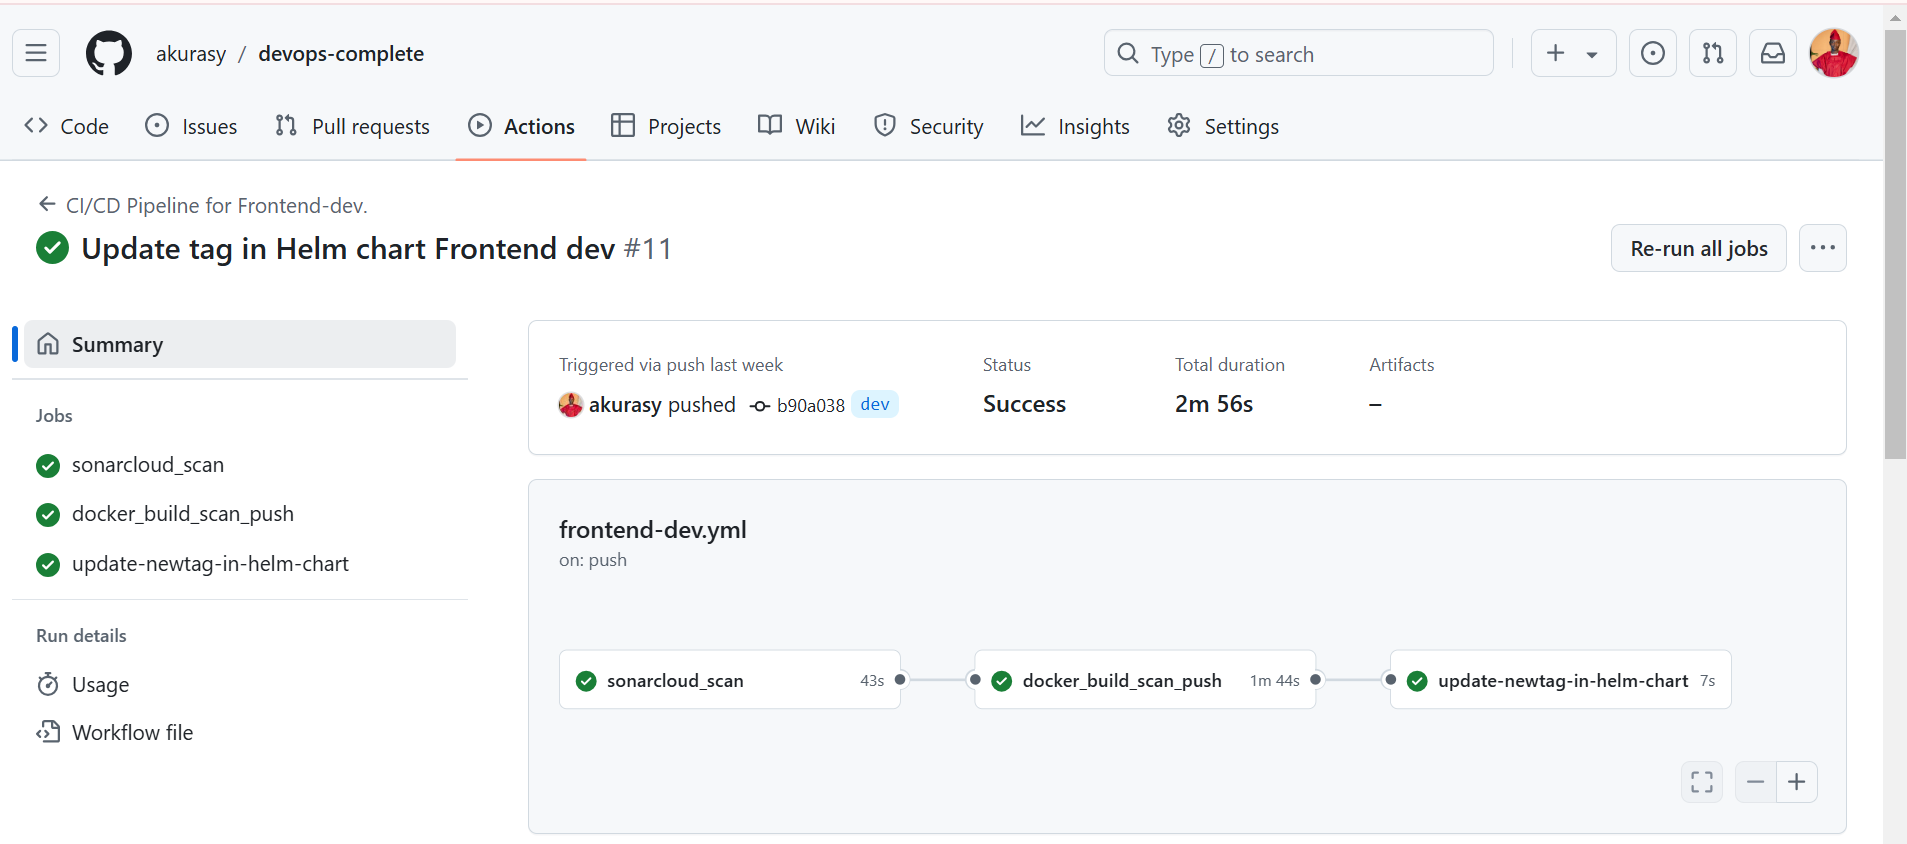 akurasy / devops-complete
Type / to search
Code Issues Pull requests Actions Projects Wiki Security Insights Settings
CI/CD Pipeline for Frontend-dev.
Update tag in Helm chart Frontend dev #11
Re-run all jobs
Summary
Jobs
sonarcloud_scan
docker_build_scan_push
update-newtag-in-helm-chart
Run details
Usage
Workflow file
Triggered via push last week
akurasy pushed b90a038 dev
Status
Success
Total duration
2m 56s
Artifacts
–
frontend-dev.yml
on: push
sonarcloud_scan 43s
docker_build_scan_push 1m 44s
update-newtag-in-helm-chart 7s